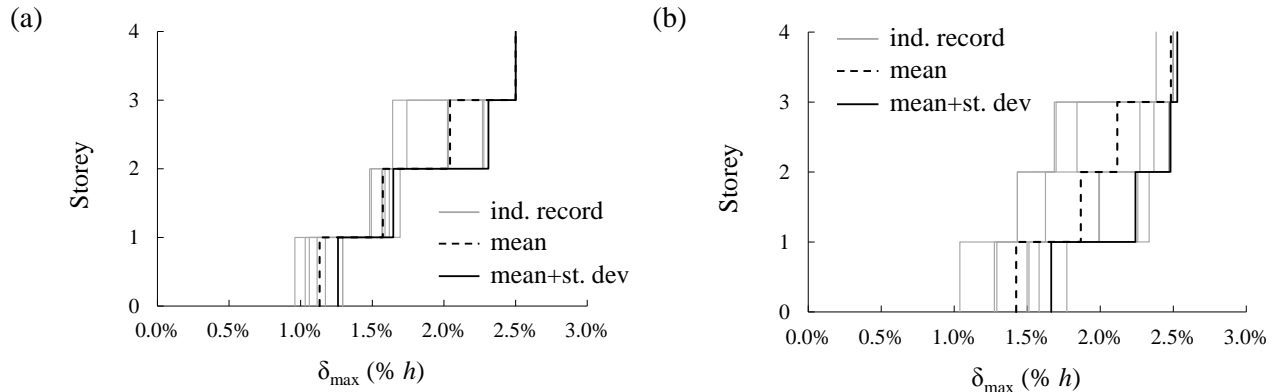 (a)
4
3
2
1
0
Storey
ind. record
mean
mean+st. dev
0.0% 0.5% 1.0% 1.5% 2.0% 2.5% 3.0%
δmax (% h)
(b)
4
3
2
1
0
Storey
ind. record
mean
mean+st. dev
0.0% 0.5% 1.0% 1.5% 2.0% 2.5% 3.0%
δmax (% h)